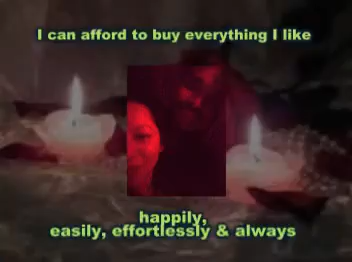 I can afford to buy everything I like
happily,
easily, effortlessly & always